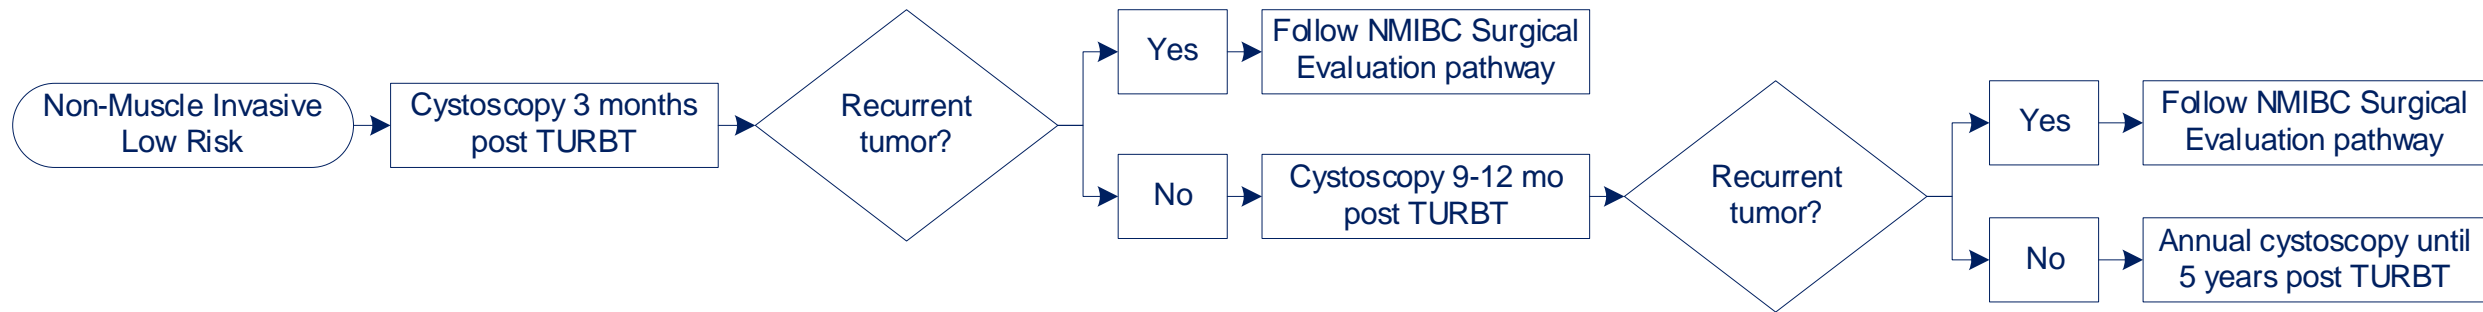 Non-Muscle Invasive
Low Risk
Cystoscopy 3 months
post TURBT
Recurrent
tumor?
Yes
Follow NMIBC Surgical
Evaluation pathway
No
Cystoscopy 9-12 mo
post TURBT
Recurrent
tumor?
Yes
Follow NMIBC Surgical
Evaluation pathway
No
Annual cystoscopy until
5 years post TURBT